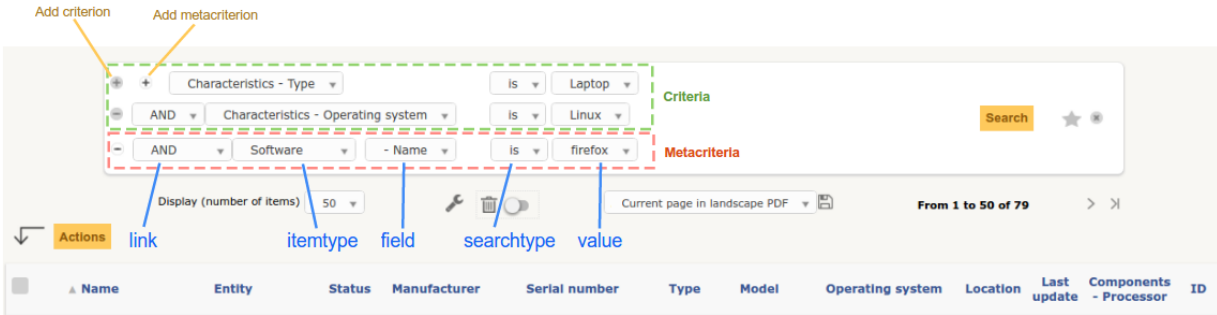 Add criterion
Add metacriterion
Characteristics - Type is Laptop
Criteria
AND Characteristics - Operating system is Linux
Search
AND Software - Name is firefox
Metacriteria
Display (number of items) 50 Current page in landscape PDF From 1 to 50 of 79
Actions link itemtype field searchtype value
Name Entity Status Manufacturer Serial number Type Model Operating system Location Last update Components - Processor ID